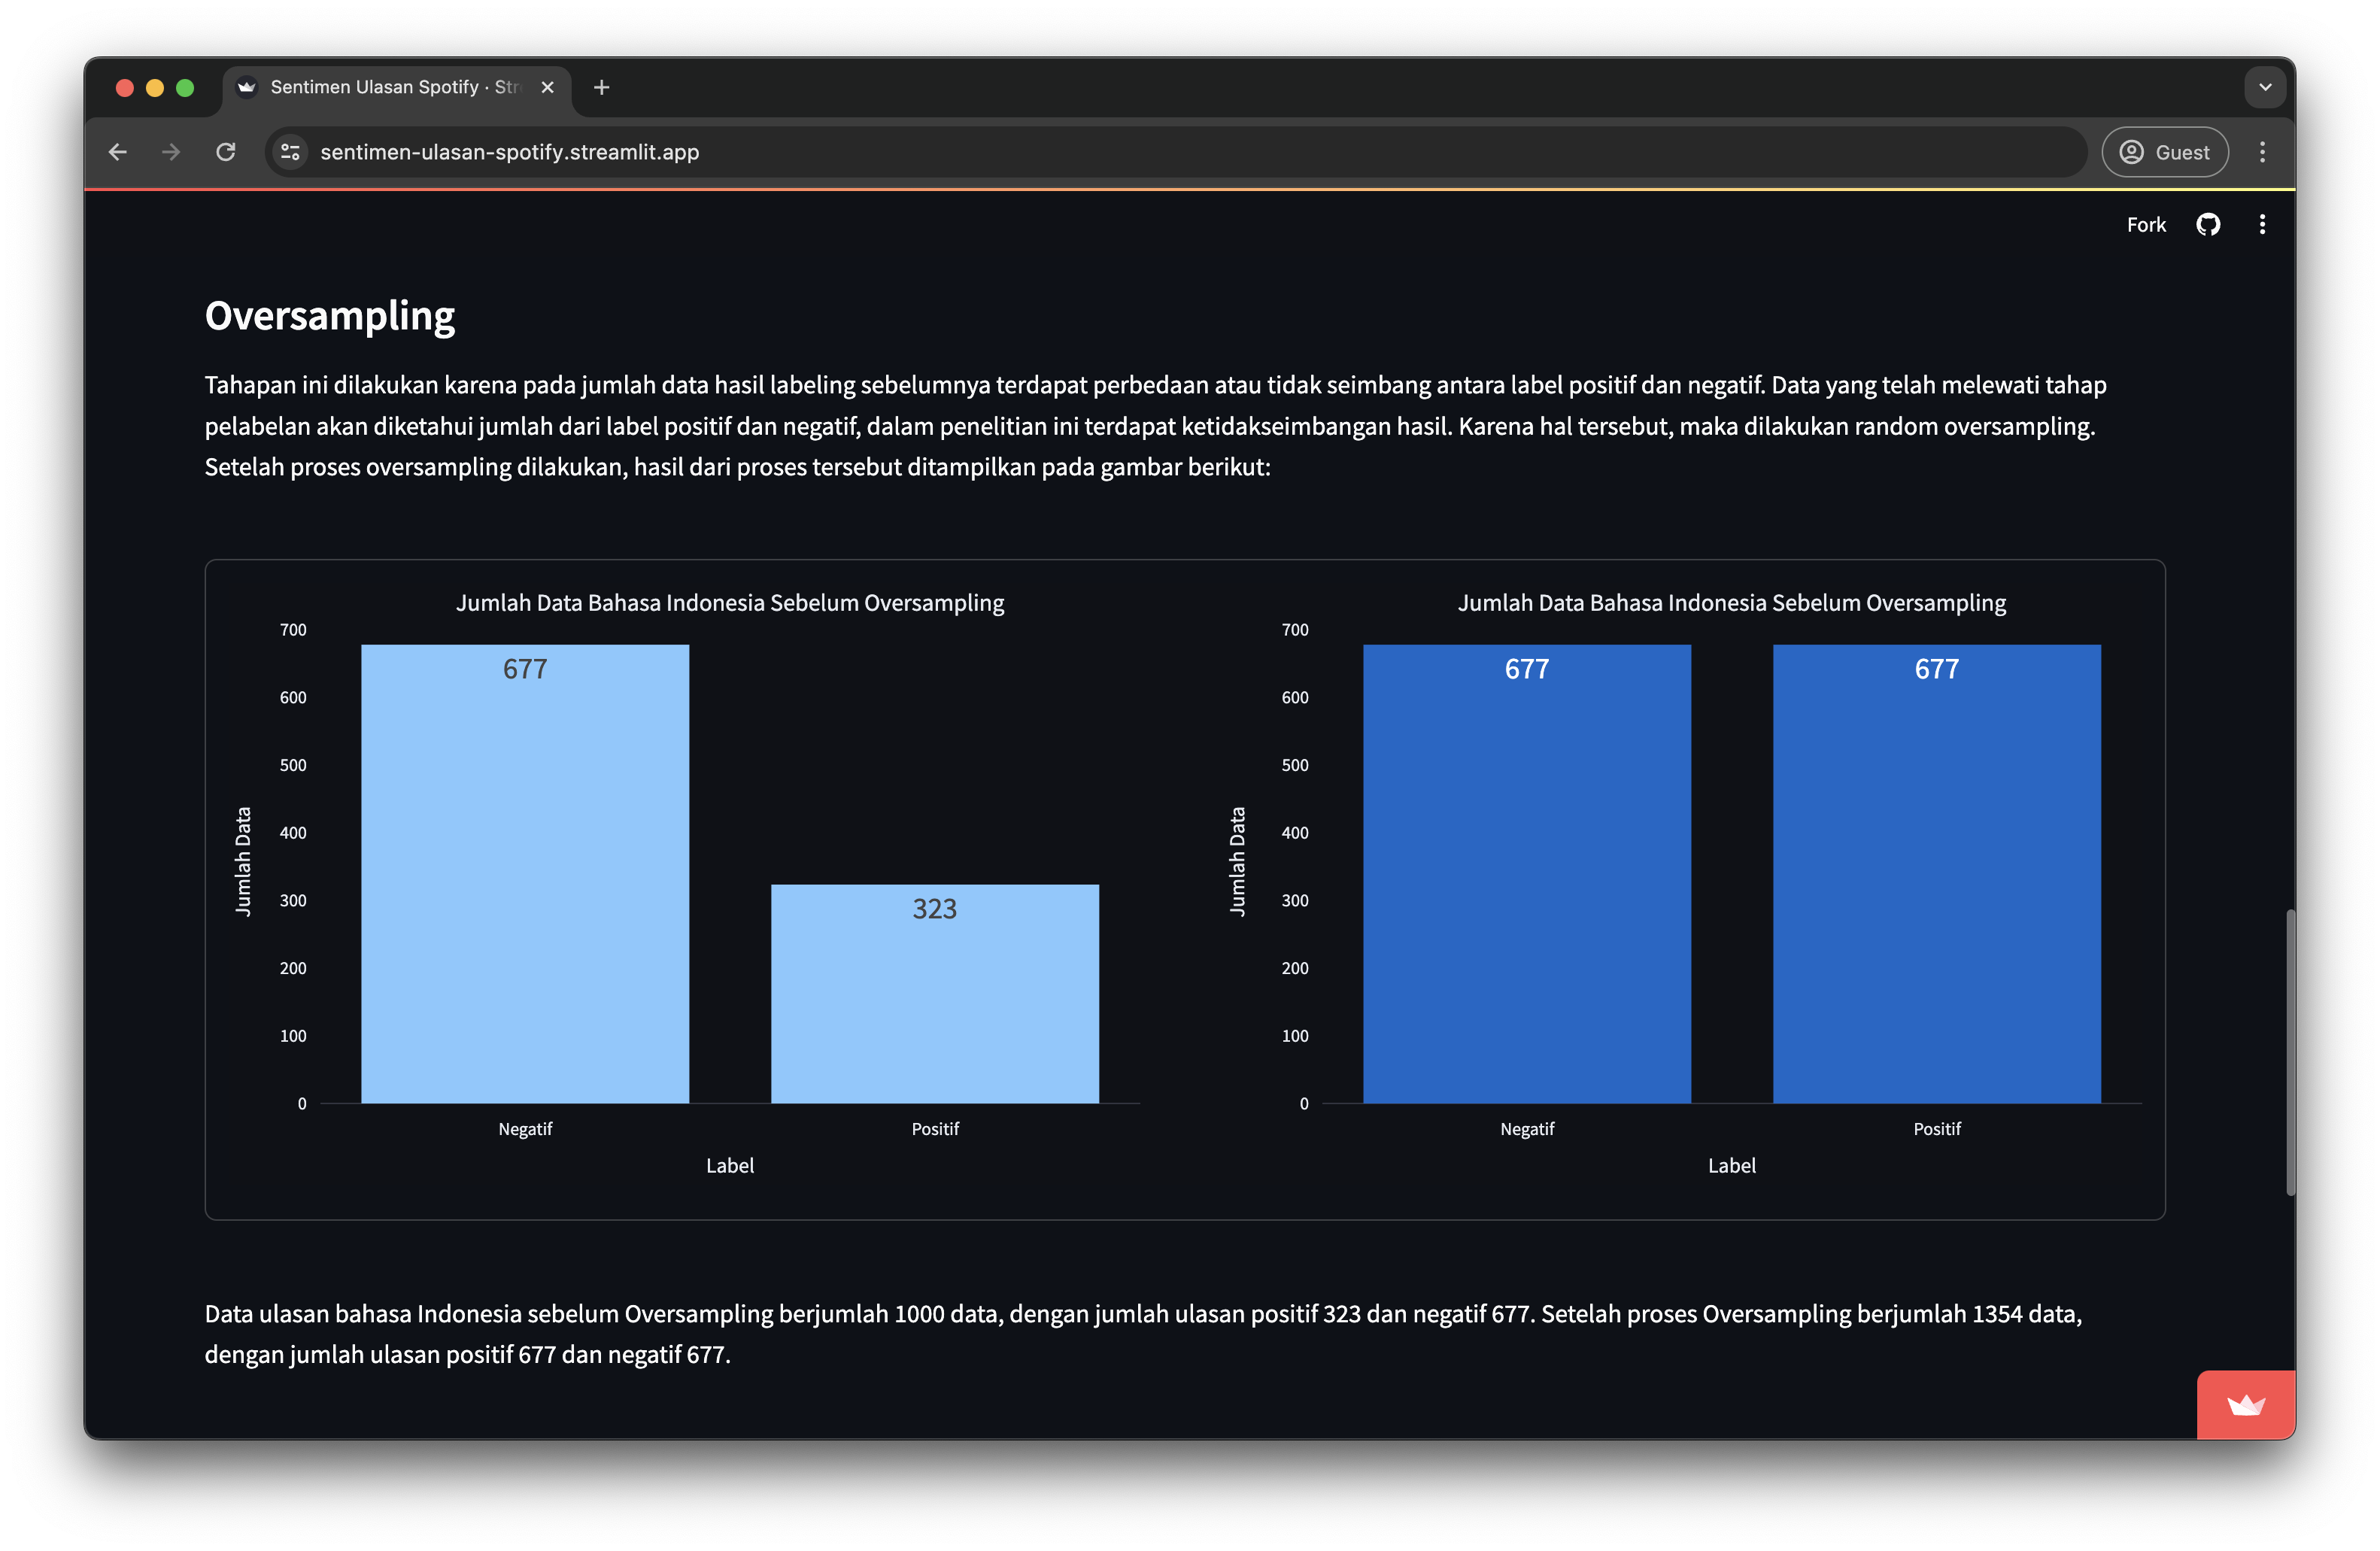 Sentimen Ulasan Spotify · Str
sentimen-ulasan-spotify.streamlit.app
Guest
Fork
Oversampling
Tahapan ini dilakukan karena pada jumlah data hasil labeling sebelumnya terdapat perbedaan atau tidak seimbang antara label positif dan negatif. Data yang telah melewati tahap
pelabelan akan diketahui jumlah dari label positif dan negatif, dalam penelitian ini terdapat ketidakseimbangan hasil. Karena hal tersebut, maka dilakukan random oversampling.
Setelah proses oversampling dilakukan, hasil dari proses tersebut ditampilkan pada gambar berikut:
Jumlah Data Bahasa Indonesia Sebelum Oversampling
700
600
500
400
300
200
100
0
Jumlah Data
677
323
Negatif
Positif
Label
Jumlah Data Bahasa Indonesia Sebelum Oversampling
700
600
500
400
300
200
100
0
Jumlah Data
677
677
Negatif
Positif
Label
Data ulasan bahasa Indonesia sebelum Oversampling berjumlah 1000 data, dengan jumlah ulasan positif 323 dan negatif 677. Setelah proses Oversampling berjumlah 1354 data,
dengan jumlah ulasan positif 677 dan negatif 677.